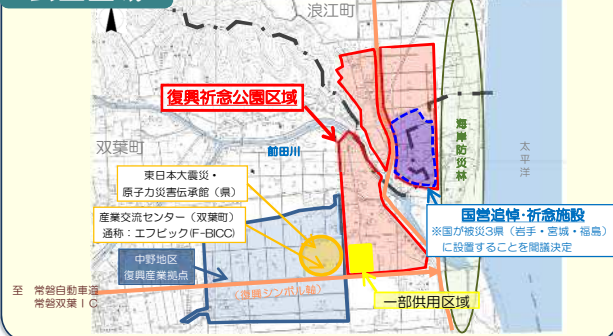 浪江町
復興祈念公園区域
双葉町
前田川
海岸防災林
太平洋
東日本大震災・
原子力災害伝承館（県）
産業交流センター（双葉町）
通称：エフビック(F-BICC)
国営追悼・祈念施設
※国が被災3県（岩手・宮城・福島）
に設置することを閣議決定
中野地区
復興産業拠点
至　常磐自動車道
常磐双葉ＩＣ
（復興シンボル軸）
一部供用区域